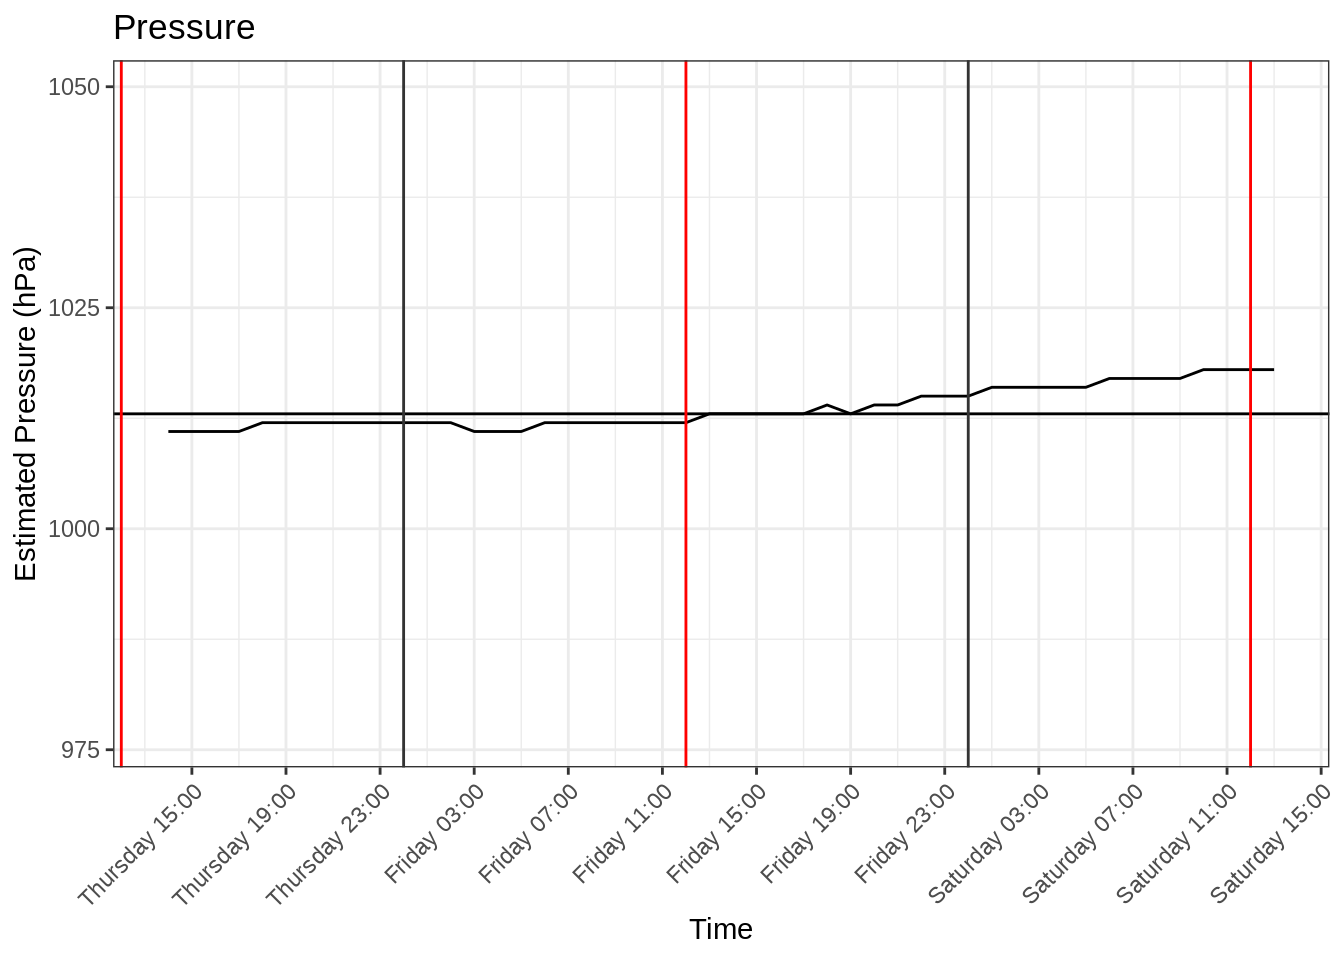 Pressure
Estimated Pressure (hPa)
1050
1025
1000
975
Thursday 15:00
Thursday 19:00
Thursday 23:00
Friday 03:00
Friday 07:00
Friday 11:00
Friday 15:00
Friday 19:00
Friday 23:00
Saturday 03:00
Saturday 07:00
Saturday 11:00
Saturday 15:00
Time